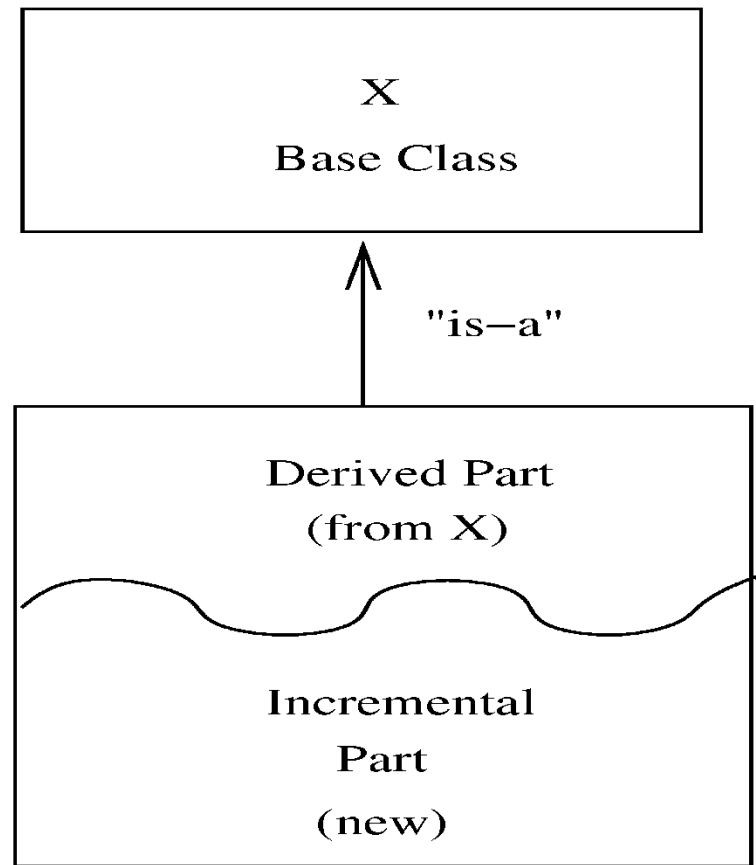 X
Base Class
"is−a"
Derived Part
(from X)
Incremental
Part
(new)